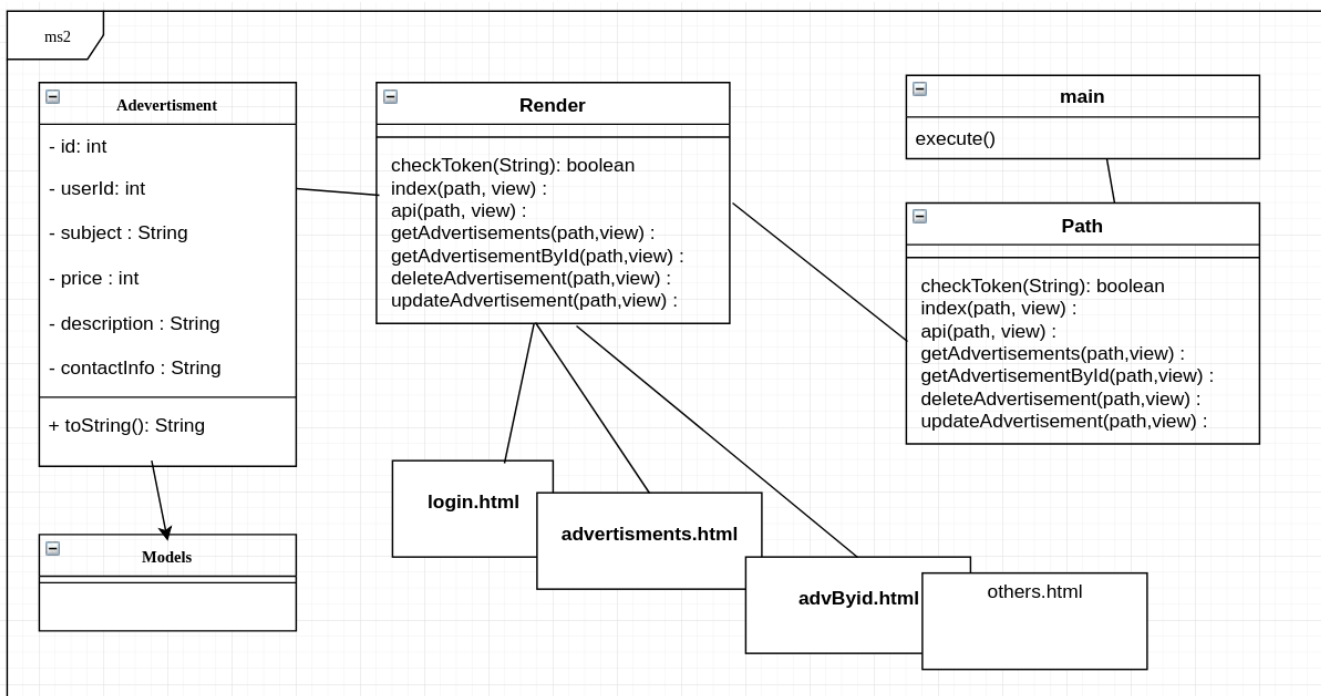 ms2
Adevertisment
- id: int
- userId: int
- subject : String
- price : int
- description : String
- contactInfo : String
+ toString(): String
Models
Render
checkToken(String): boolean
index(path, view) :
api(path, view) :
getAdvertisements(path,view) :
getAdvertisementById(path,view) :
deleteAdvertisement(path,view) :
updateAdvertisement(path,view) :
main
execute()
Path
checkToken(String): boolean
index(path, view) :
api(path, view) :
getAdvertisements(path,view) :
getAdvertisementById(path,view) :
deleteAdvertisement(path,view) :
updateAdvertisement(path,view) :
login.html
advertisments.html
advByid.html
others.html